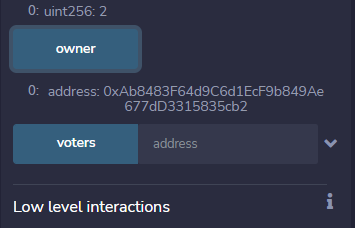 0: uint256: 2
owner
0: address: 0xAb8483F64d9C6d1EcF9b849Ae
677dD3315835cb2
voters address
Low level interactions